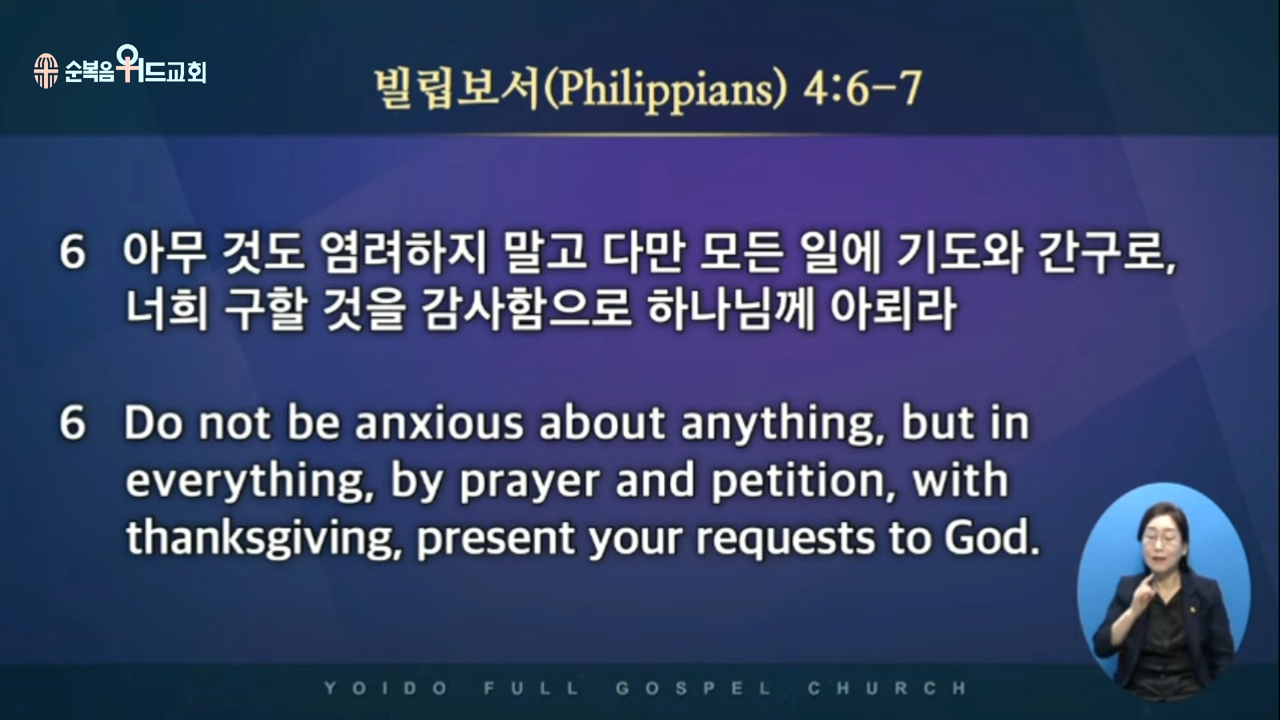 순복음위드교회
빌립보서(Philippians) 4:6-7
6 아무 것도 염려하지 말고 다만 모든 일에 기도와 간구로,
너희 구할 것을 감사함으로 하나님께 아뢰라
6 Do not be anxious about anything, but in
everything, by prayer and petition, with
thanksgiving, present your requests to God.
YOIDO FULL GOSPEL CHURCH